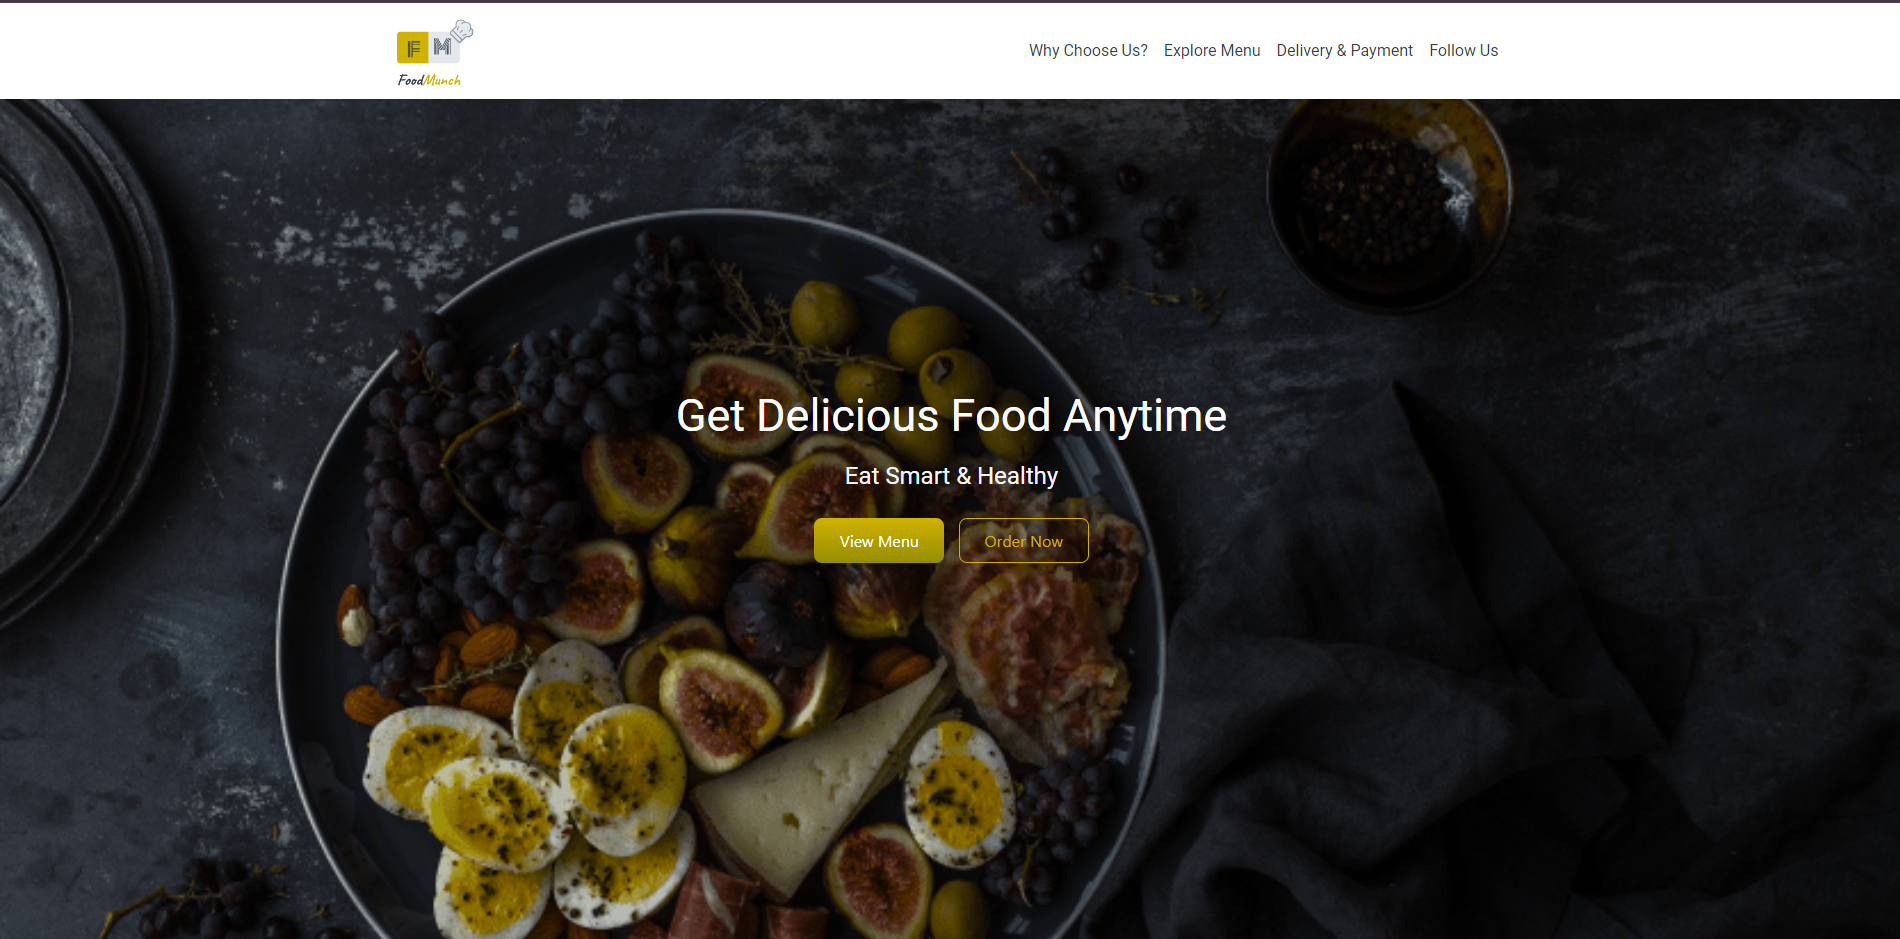 F M
FoodMunch
Why Choose Us? Explore Menu Delivery & Payment Follow Us
Get Delicious Food Anytime
Eat Smart & Healthy
View Menu Order Now